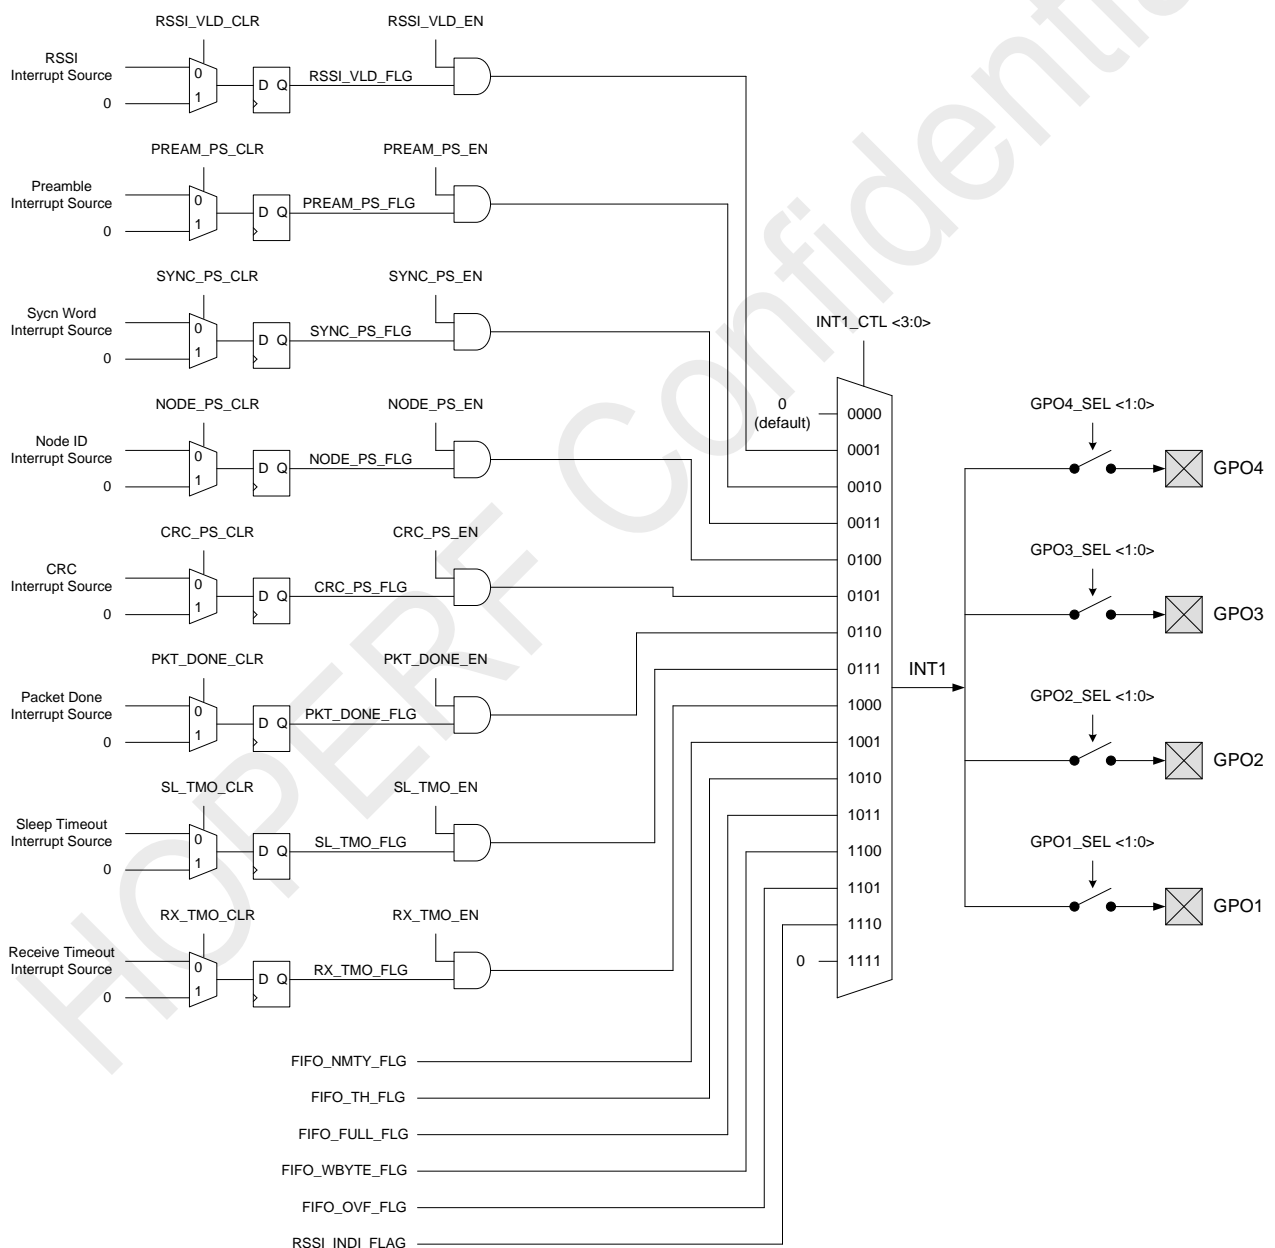 RSSI_VLD_CLR
RSSI_VLD_EN
RSSI
Interrupt Source
0
0
1
D Q
RSSI_VLD_FLG
PREAM_PS_CLR
PREAM_PS_EN
Preamble
Interrupt Source
0
0
1
D Q
PREAM_PS_FLG
SYNC_PS_CLR
SYNC_PS_EN
Sycn Word
Interrupt Source
0
0
1
D Q
SYNC_PS_FLG
NODE_PS_CLR
NODE_PS_EN
Node ID
Interrupt Source
0
0
1
D Q
NODE_PS_FLG
CRC_PS_CLR
CRC_PS_EN
CRC
Interrupt Source
0
0
1
D Q
CRC_PS_FLG
PKT_DONE_CLR
PKT_DONE_EN
Packet Done
Interrupt Source
0
0
1
D Q
PKT_DONE_FLG
SL_TMO_CLR
SL_TMO_EN
Sleep Timeout
Interrupt Source
0
0
1
D Q
SL_TMO_FLG
RX_TMO_CLR
RX_TMO_EN
Receive Timeout
Interrupt Source
0
0
1
D Q
RX_TMO_FLG
FIFO_NMTY_FLG
FIFO_TH_FLG
FIFO_FULL_FLG
FIFO_WBYTE_FLG
FIFO_OVF_FLG
RSSI_INDI_FLAG
INT1_CTL <3:0>
0
(default)
0000
0001
0010
0011
0100
0101
0110
0111
1000
1001
1010
1011
1100
1101
1110
0
1111
INT1
GPO4_SEL <1:0>
GPO4
GPO3_SEL <1:0>
GPO3
GPO2_SEL <1:0>
GPO2
GPO1_SEL <1:0>
GPO1
HOPERF Confidential